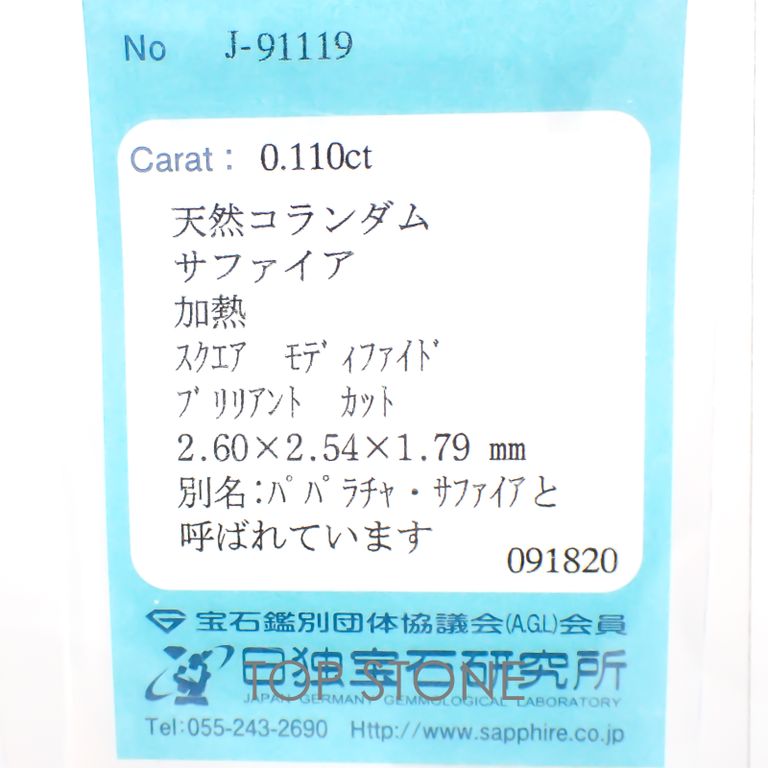 No J-91119
Carat: 0.110ct
天然コランダム
サファイア
加熱
ｽｸｴｱ ﾓﾃﾞｨﾌｧｲﾄﾞ
ﾌﾞﾘﾘｱﾝﾄ ｶｯﾄ
2.60×2.54×1.79 mm
別名:ﾊﾟﾊﾟﾗﾁｬ・ｻﾌｧｲｱと
呼ばれています
091820
宝石鑑別団体協議会(A.G.L)会員
日独宝石研究所
TOP STONE
JAPAN GERMANY GEMMOLOGICAL LABORATORY
Tel:055-243-2690 Http://www.sapphire.co.jp